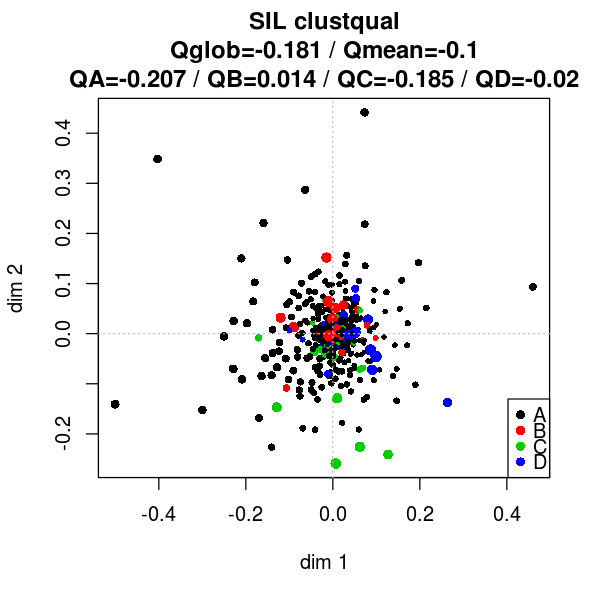 SIL clustqual
Qglob=-0.181 / Qmean=-0.1
QA=-0.207 / QB=0.014 / QC=-0.185 / QD=-0.02
dim 2
0.4
0.3
0.2
0.1
0.0
-0.2
A
B
C
D
-0.4 -0.2 0.0 0.2 0.4
dim 1